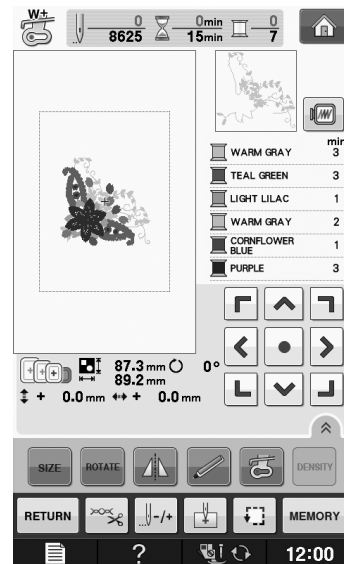 W+
0 0min 0
8625 15min 7
min
WARM GRAY 3
TEAL GREEN 3
LIGHT LILAC 1
WARM GRAY 2
CORNFLOWER
BLUE 1
PURPLE 3
87.3 mm 0°
89.2 mm
+ 0.0 mm + 0.0 mm
SIZE ROTATE DENSITY
RETURN -/+ MEMORY
? 12:00